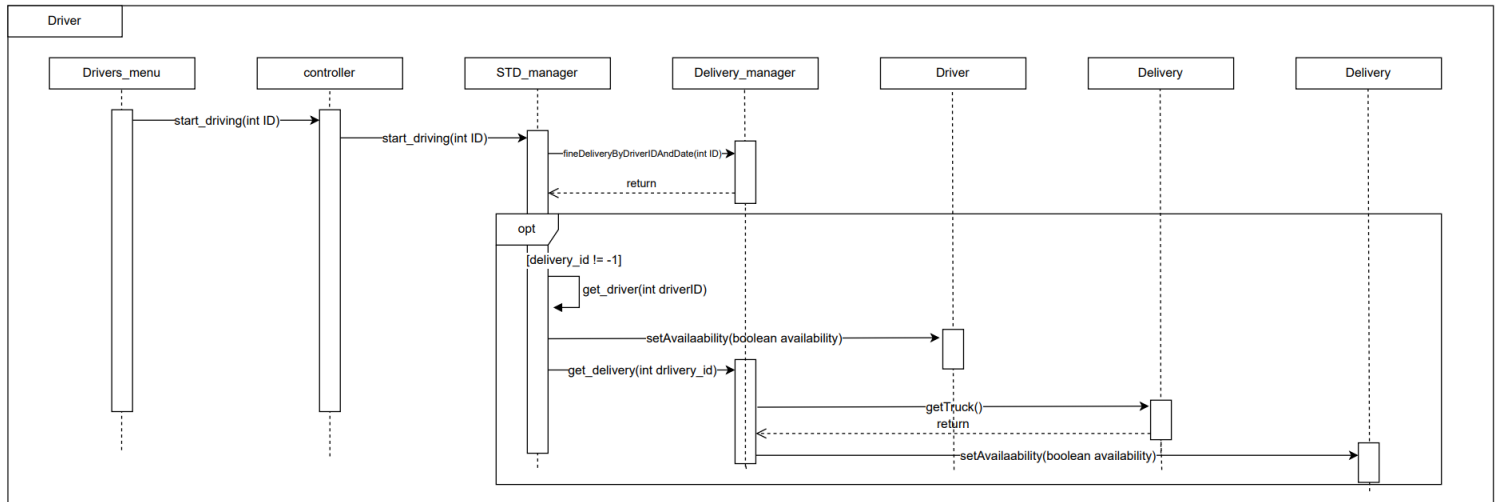 Driver
Drivers_menu
controller
STD_manager
Delivery_manager
Driver
Delivery
Delivery
start_driving(int ID)
start_driving(int ID)
fineDeliveryByDriverIDAndDate(int ID)
return
opt
[delivery_id != -1]
get_driver(int driverID)
setAvailaability(boolean availability)
get_delivery(int drlivery_id)
getTruck()
return
setAvailaability(boolean availability)